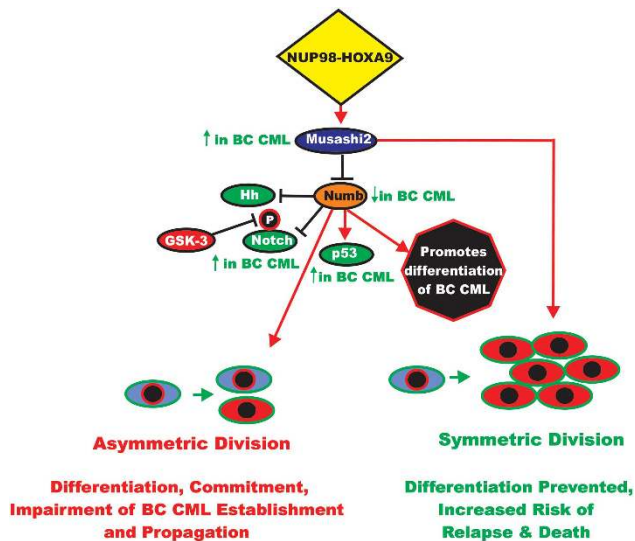 NUP98-HOXA9
Musashi2
↑in BC CML
Hh
Numb
↓in BC CML
P
GSK-3
Notch
↑in BC CML
p53
↑in BC CML
Promotes
differentiation
of BC CML
Asymmetric Division
Differentiation, Commitment,
Impairment of BC CML Establishment
and Propagation
Symmetric Division
Differentiation Prevented,
Increased Risk of
Relapse & Death